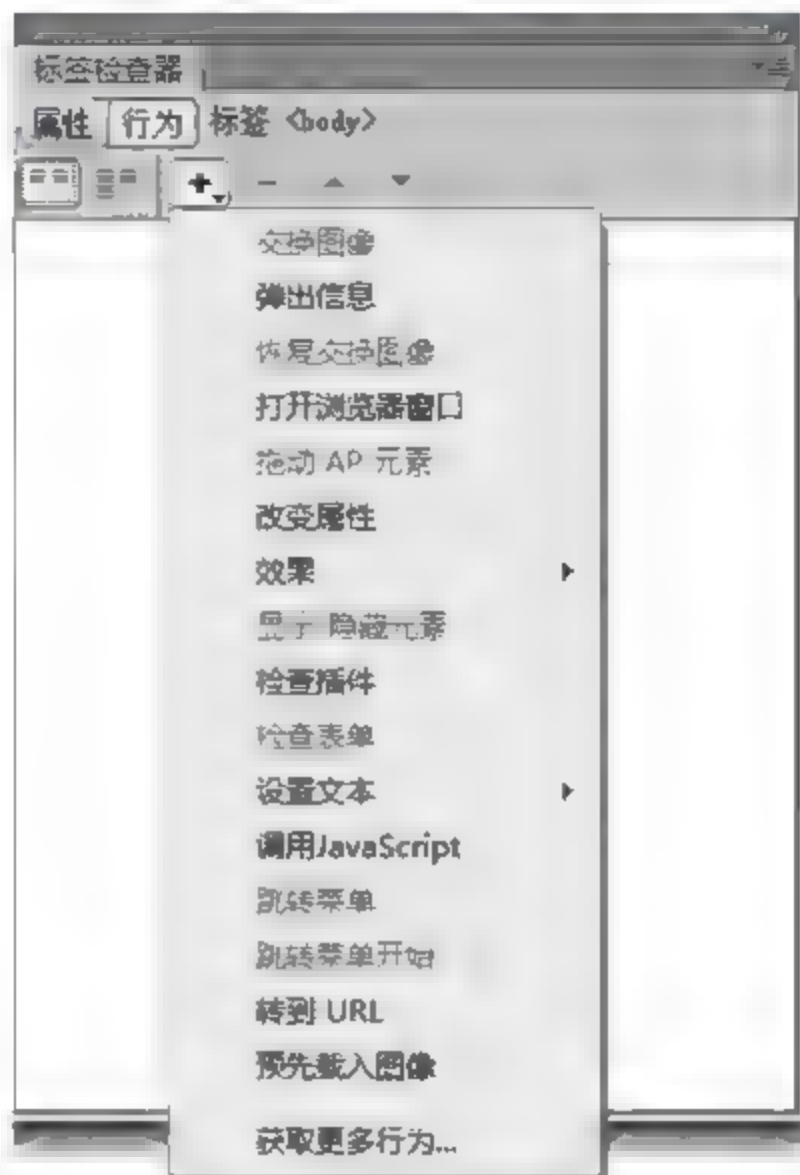 标签检查器
属性 行为 标签 <body>
交换图像
弹出信息
恢复交换图像
打开浏览器窗口
拖动 AP 元素
改变属性
效果
显示-隐藏元素
检查插件
检查表单
设置文本
调用JavaScript
跳转菜单
跳转菜单开始
转到 URL
预先载入图像
获取更多行为...